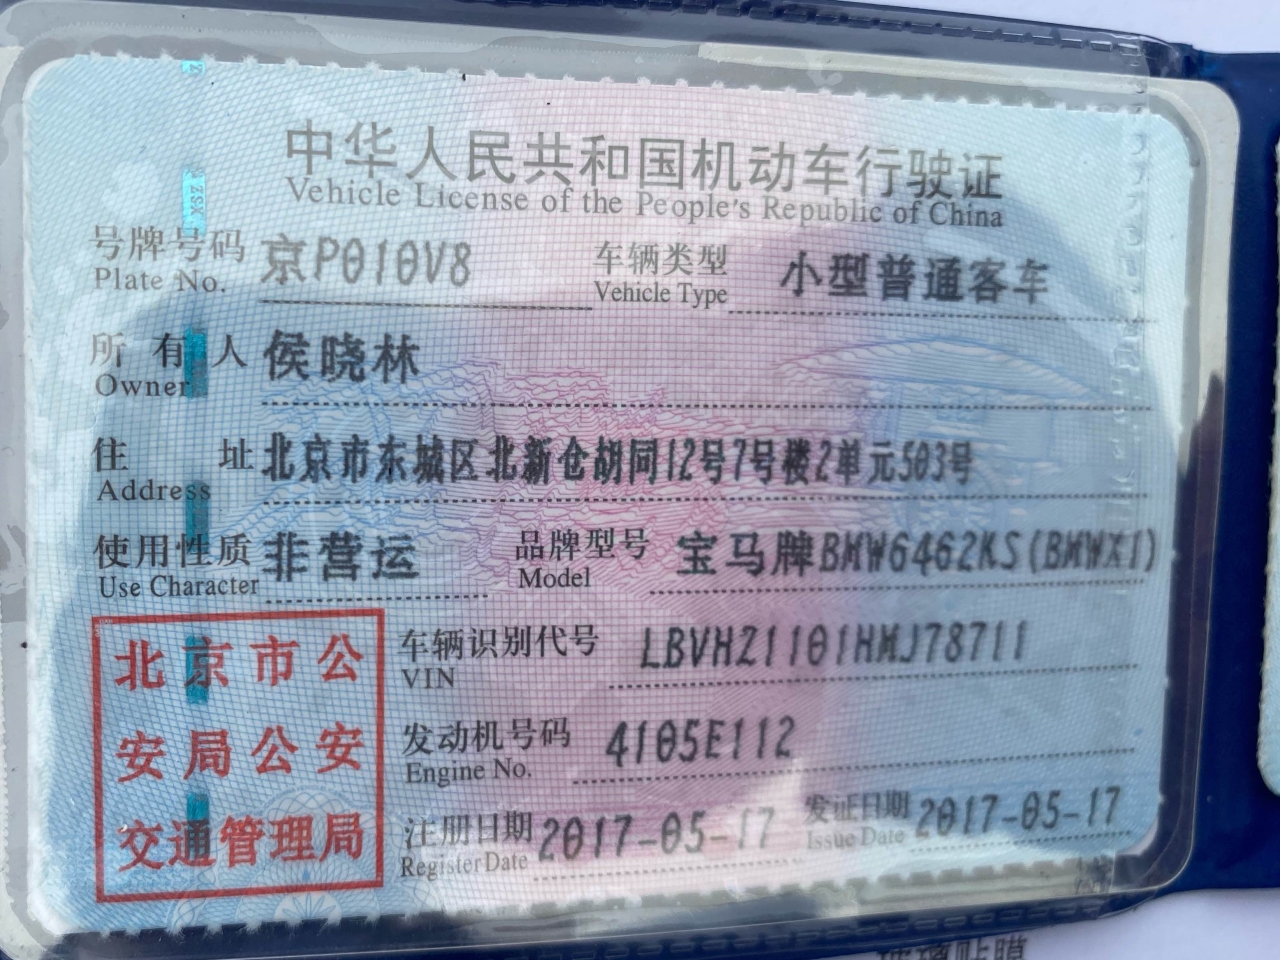 中华人民共和国机动车行驶证
Vehicle License of the People's Republic of China
号牌号码 京P010V8 车辆类型 小型普通客车
Plate No. Vehicle Type
所有人 侯晓林
Owner
住址 北京市东城区北新仓胡同12号7号楼2单元503号
Address
使用性质 非营运 品牌型号 宝马牌BMW6462KS(BMWX1)
Use Character Model
北京市公
安局公安
交通管理局
车辆识别代号 LBVHZ1101HMJ78711
VIN
发动机号码 4105E112
Engine No.
注册日期 2017-05-17 发证日期 2017-05-17
Register Date Issue Date